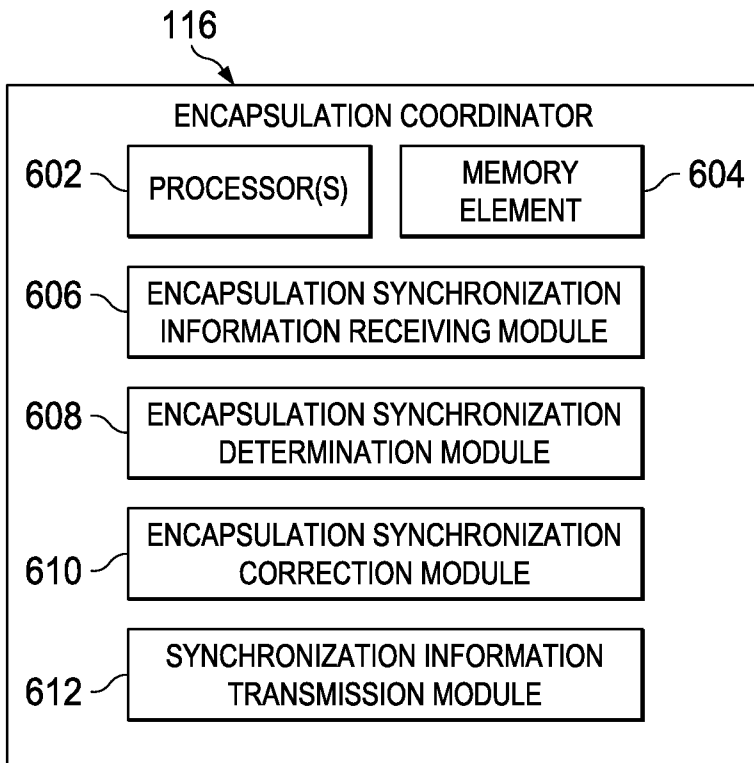 116
ENCAPSULATION COORDINATOR
602
PROCESSOR(S)
MEMORY
ELEMENT
604
606
ENCAPSULATION SYNCHRONIZATION
INFORMATION RECEIVING MODULE
608
ENCAPSULATION SYNCHRONIZATION
DETERMINATION MODULE
610
ENCAPSULATION SYNCHRONIZATION
CORRECTION MODULE
612
SYNCHRONIZATION INFORMATION
TRANSMISSION MODULE